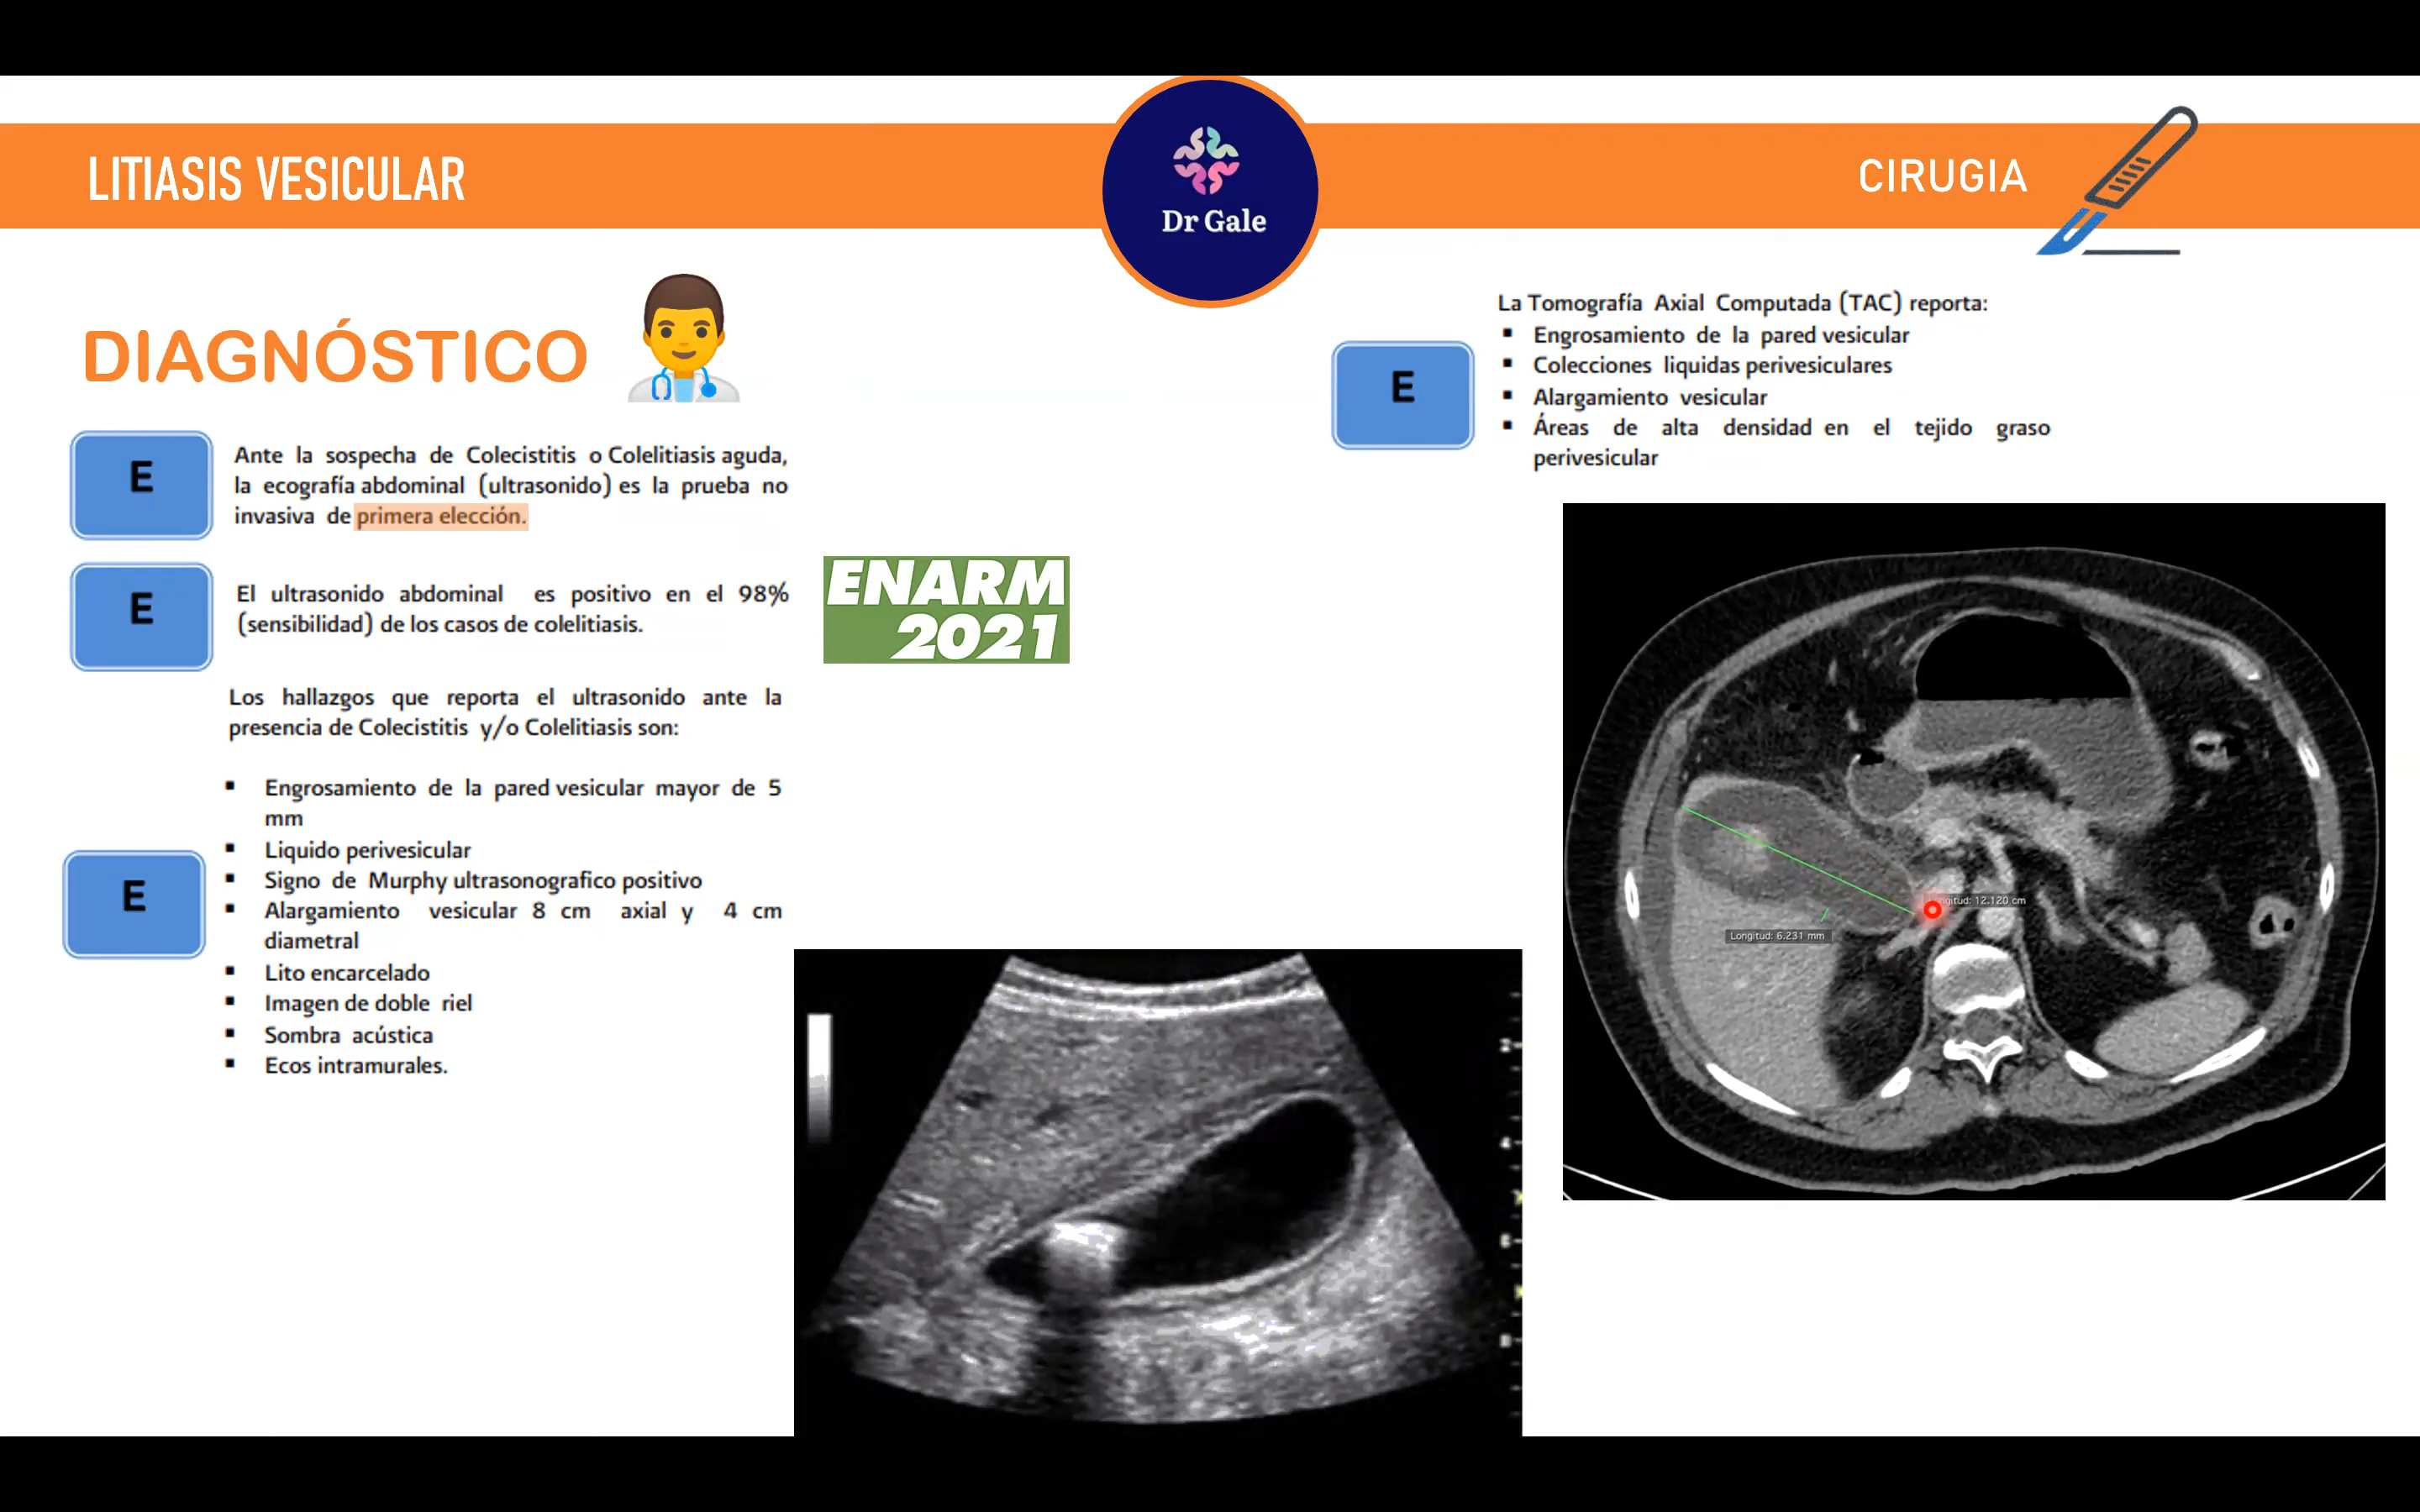 LITIASIS VESICULAR
Dr Gale
CIRUGIA
DIAGNÓSTICO
E
Ante la sospecha de Colecistitis o Colelitiasis aguda,
la ecografía abdominal (ultrasonido) es la prueba no
invasiva de primera elección.
E
El ultrasonido abdominal es positivo en el 98%
(sensibilidad) de los casos de colelitiasis.
ENARM
2021
Los hallazgos que reporta el ultrasonido ante la
presencia de Colecistitis y/o Colelitiasis son:
E
▪ Engrosamiento de la pared vesicular mayor de 5
mm
▪ Liquido perivesicular
▪ Signo de Murphy ultrasonografico positivo
▪ Alargamiento vesicular 8 cm axial y 4 cm
diametral
▪ Lito encarcelado
▪ Imagen de doble riel
▪ Sombra acústica
▪ Ecos intramurales.
La Tomografía Axial Computada (TAC) reporta:
E
▪ Engrosamiento de la pared vesicular
▪ Colecciones liquidas perivesiculares
▪ Alargamiento vesicular
▪ Áreas de alta densidad en el tejido graso
perivesicular
12.120 cm
Longitud: 6.231 mm